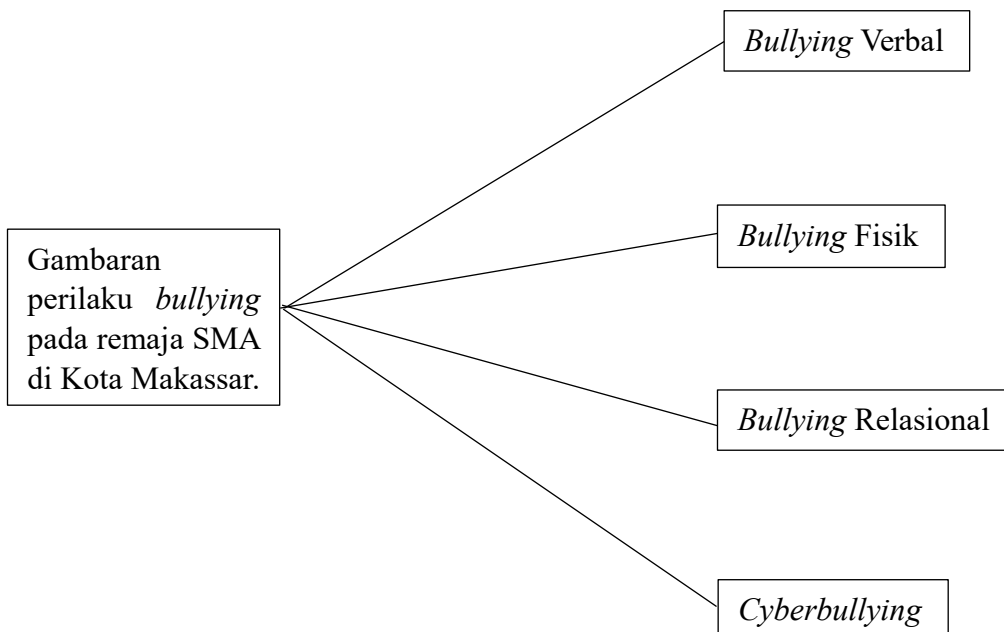 Bullying Verbal
Bullying Fisik
Gambaran
perilaku bullying
pada remaja SMA
di Kota Makassar.
Bullying Relasional
Cyberbullying